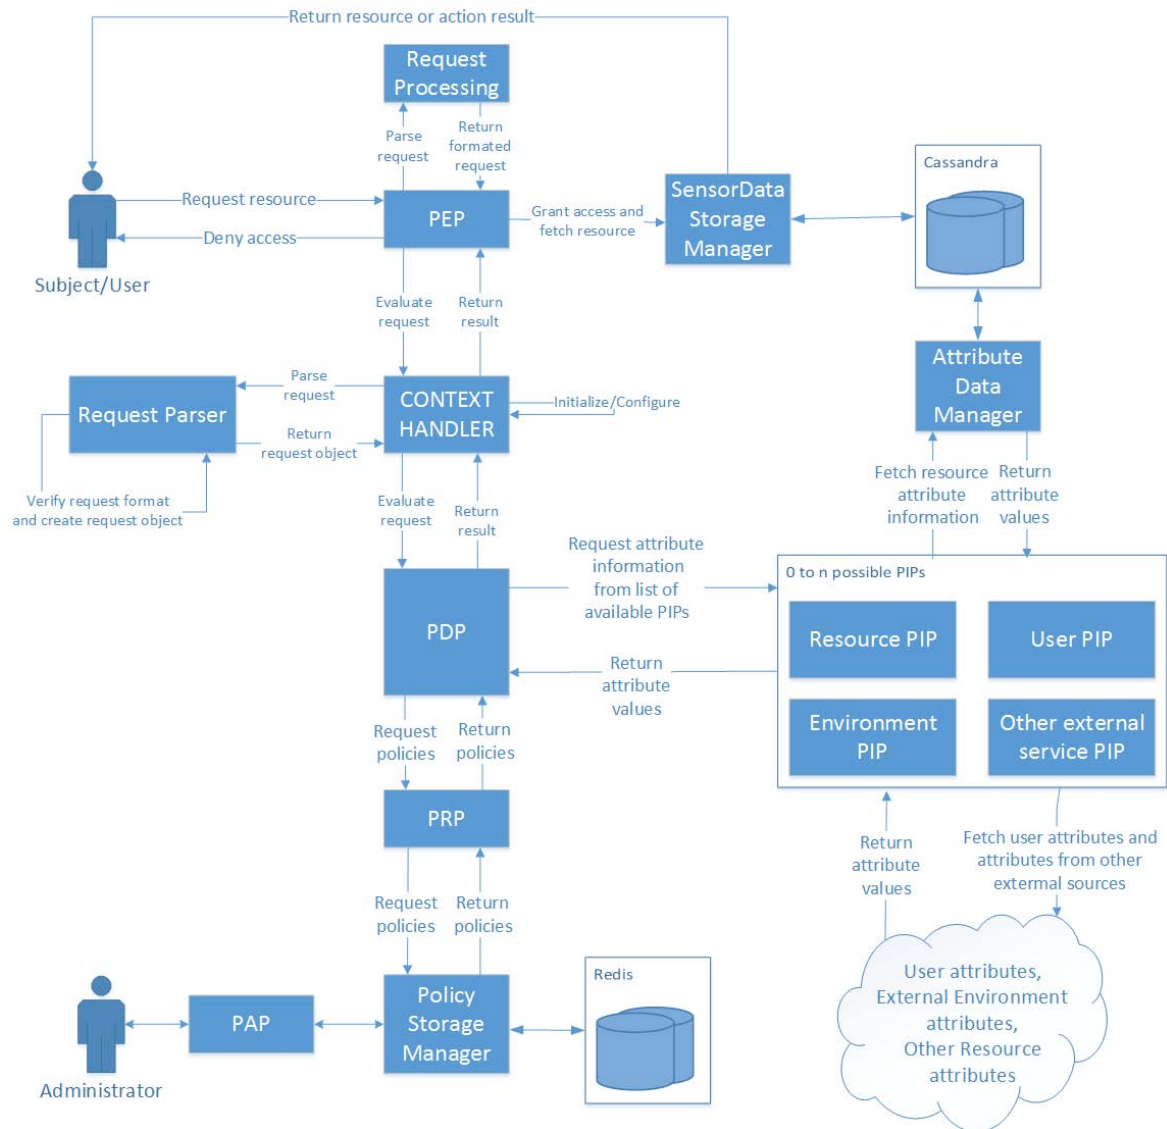 Return resource or action result
Request
Processing
Parse
request
Return
formated
request
Cassandra
Request resource
PEP
Grant access and
fetch resource
SensorData
Storage
Manager
Deny access
Subject/User
Evaluate
request
Return
result
Attribute
Data
Manager
Parse
request
Request Parser
CONTEXT
HANDLER
Initialize/Configure
Return
request object
Verify request format
and create request object
Evaluate
request
Return
result
Fetch resource
attribute
information
Return
attribute
values
Request attribute
information
from list of
available PIPs
0 to n possible PIPs
PDP
Resource PIP
User PIP
Return
attribute
values
Environment
PIP
Other external
service PIP
Request
policies
Return
policies
PRP
Return
attribute
values
Fetch user attributes and
attributes from other
extermal sources
Request
policies
Return
policies
User attributes,
External Environment
attributes,
Other Resource
attributes
Redis
Policy
Storage
Manager
PAP
Administrator